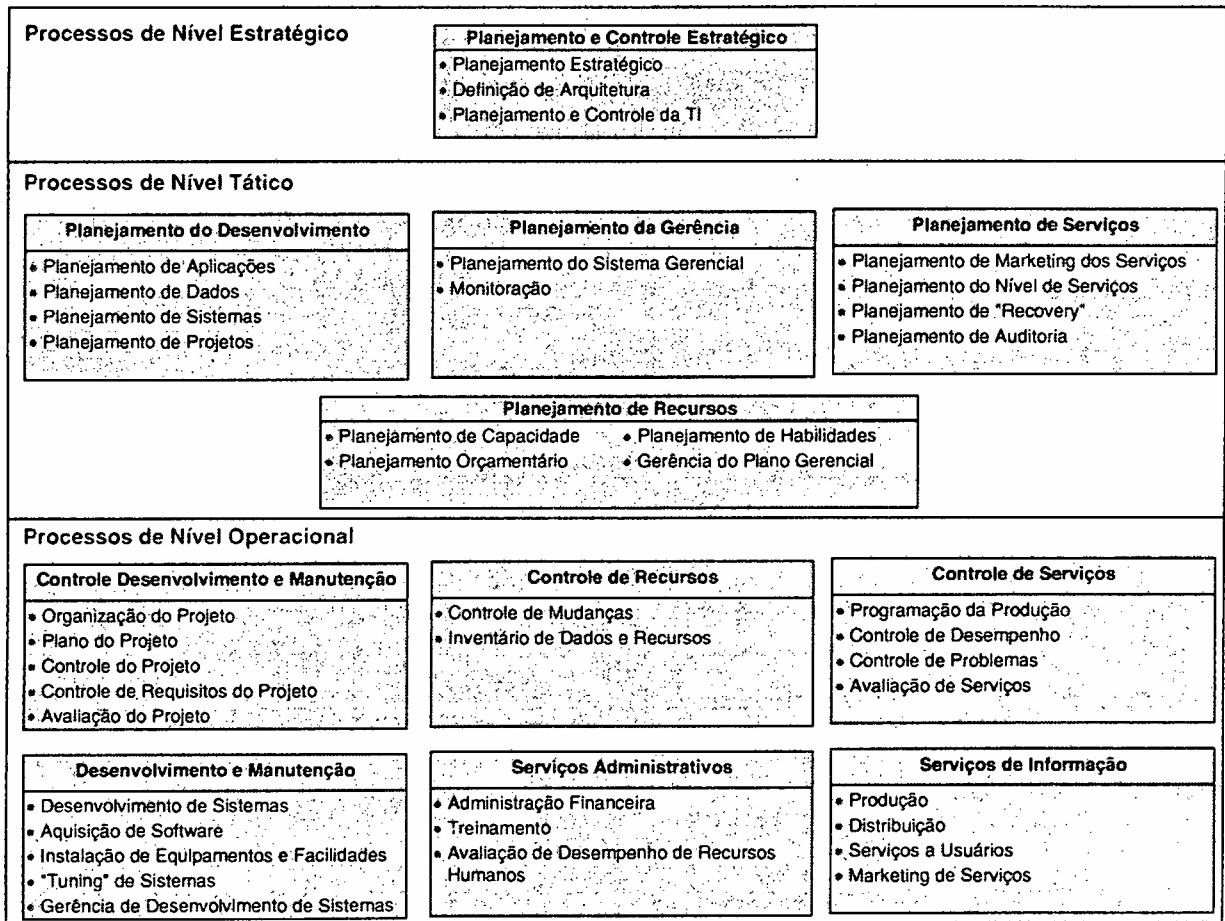 Processos de Nível Estratégico
Planejamento e Controle Estratégico
• Planejamento Estratégico
• Definição de Arquitetura
• Planejamento e Controle da TI
Processos de Nível Tático
Planejamento do Desenvolvimento
• Planejamento de Aplicações
• Planejamento de Dados
• Planejamento de Sistemas
• Planejamento de Projetos
Planejamento da Gerência
• Planejamento do Sistema Gerencial
• Monitoração
Planejamento de Serviços
• Planejamento de Marketing dos Serviços
• Planejamento do Nível de Serviços
• Planejamento de "Recovery"
• Planejamento de Auditoria
Planejamento de Recursos
• Planejamento de Capacidade • Planejamento de Habilidades
• Planejamento Orçamentário • Gerência do Plano Gerencial
Processos de Nível Operacional
Controle Desenvolvimento e Manutenção
• Organização do Projeto
• Plano do Projeto
• Controle do Projeto
• Controle de Requisitos do Projeto
• Avaliação do Projeto
Controle de Recursos
• Controle de Mudanças
• Inventário de Dados e Recursos
Controle de Serviços
• Programação da Produção
• Controle de Desempenho
• Controle de Problemas
• Avaliação de Serviços
Desenvolvimento e Manutenção
• Desenvolvimento de Sistemas
• Aquisição de Software
• Instalação de Equipamentos e Facilidades
• "Tuning" de Sistemas
• Gerência de Desenvolvimento de Sistemas
Serviços Administrativos
• Administração Financeira
• Treinamento
• Avaliação de Desempenho de Recursos
Humanos
Serviços de Informação
• Produção
• Distribuição
• Serviços a Usuários
• Marketing de Serviços